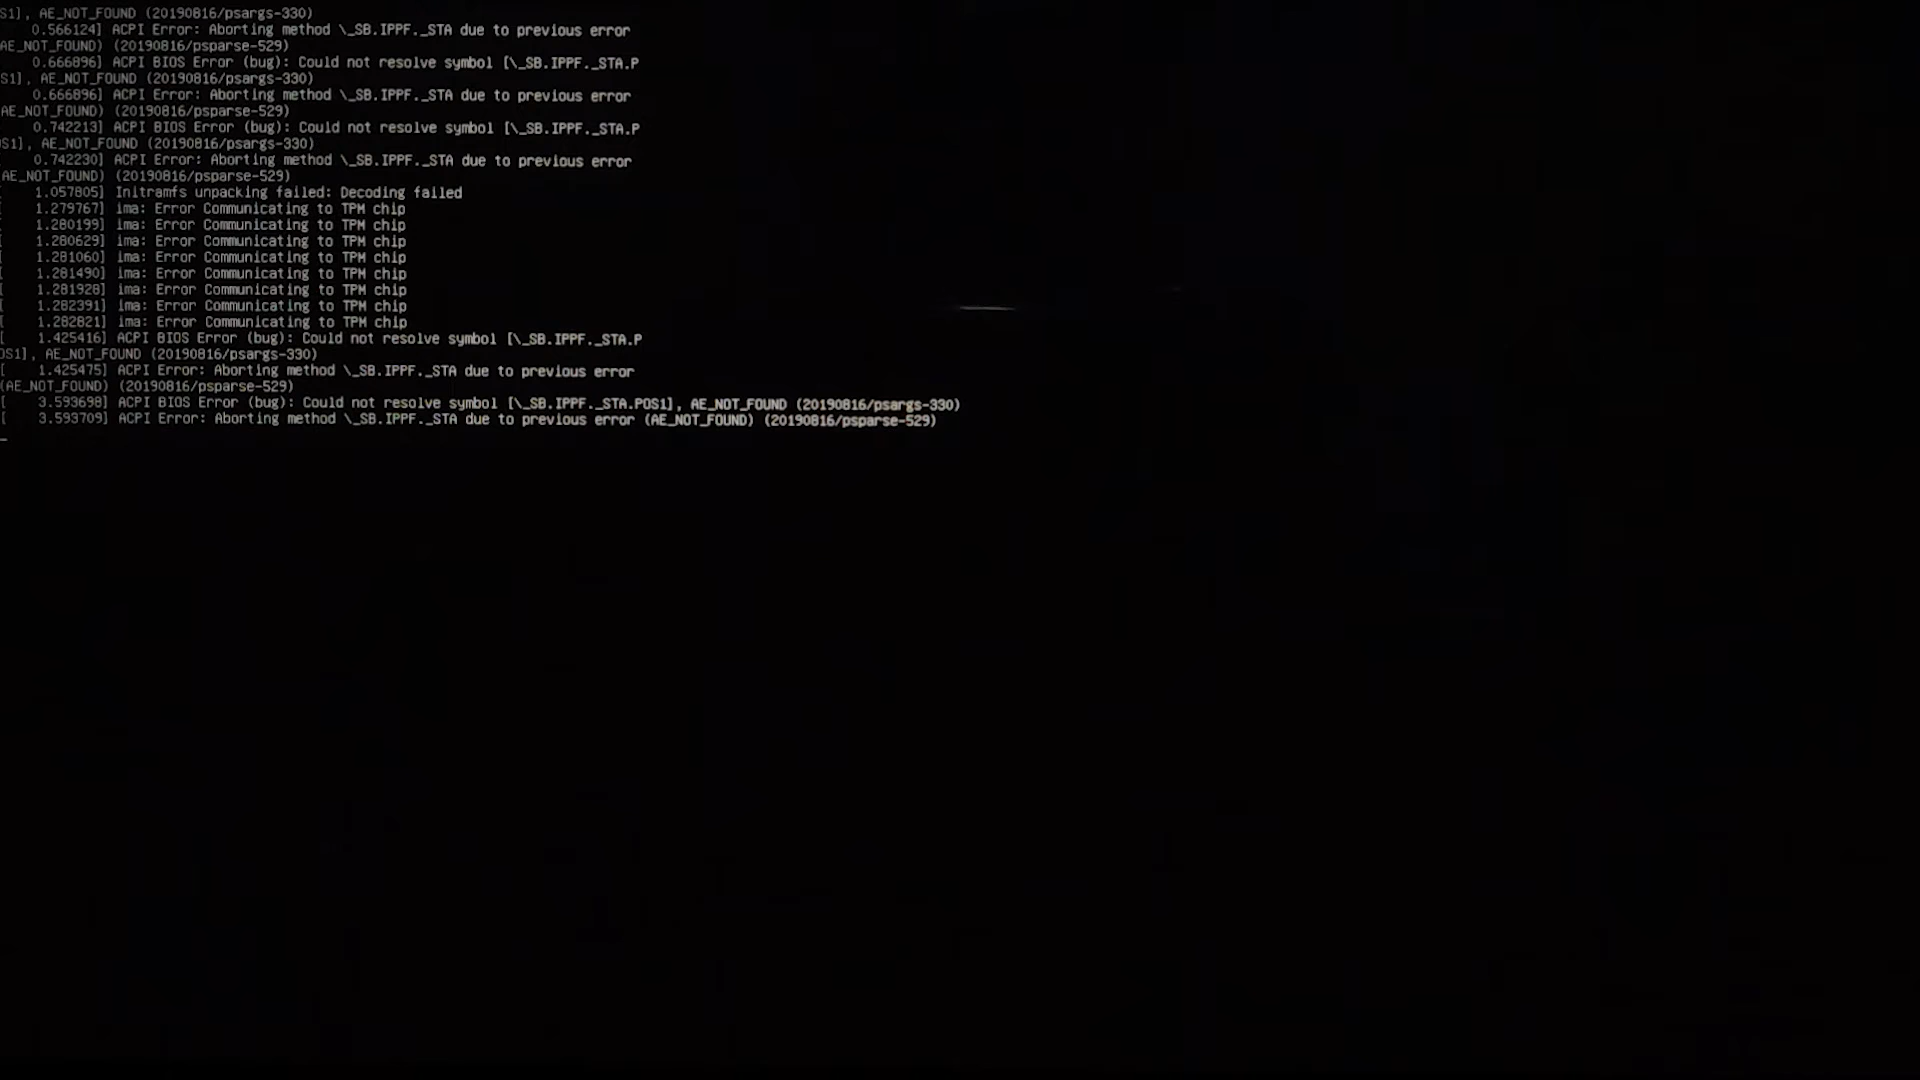 S1], AE_NOT_FOUND (20190816/psargs-330)
0.566124] ACPI Error: Aborting method \_SB.IPPF._STA due to previous error
AE_NOT_FOUND) (20190816/psparse-529)
0.666896] ACPI BIOS Error (bug): Could not resolve symbol [\_SB.IPPF._STA.P
S1], AE_NOT_FOUND (20190816/psargs-330)
0.666896] ACPI Error: Aborting method \_SB.IPPF._STA due to previous error
AE_NOT_FOUND) (20190816/psparse-529)
0.742213] ACPI BIOS Error (bug): Could not resolve symbol [\_SB.IPPF._STA.P
S1], AE_NOT_FOUND (20190816/psargs-330)
0.742230] ACPI Error: Aborting method \_SB.IPPF._STA due to previous error
AE_NOT_FOUND) (20190816/psparse-529)
1.057805] Initramfs unpacking failed: Decoding failed
[ 1.279767] ima: Error Communicating to TPM chip
[ 1.280199] ima: Error Communicating to TPM chip
[ 1.280629] ima: Error Communicating to TPM chip
[ 1.281060] ima: Error Communicating to TPM chip
[ 1.281490] ima: Error Communicating to TPM chip
[ 1.281928] ima: Error Communicating to TPM chip
[ 1.282391] ima: Error Communicating to TPM chip
[ 1.282821] ima: Error Communicating to TPM chip
[ 1.425416] ACPI BIOS Error (bug): Could not resolve symbol [\_SB.IPPF._STA.P
OS1], AE_NOT_FOUND (20190816/psargs-330)
[ 1.425475] ACPI Error: Aborting method \_SB.IPPF._STA due to previous error
(AE_NOT_FOUND) (20190816/psparse-529)
[ 3.593698] ACPI BIOS Error (bug): Could not resolve symbol [\_SB.IPPF._STA.POS1], AE_NOT_FOUND (20190816/psargs-330)
[ 3.593709] ACPI Error: Aborting method \_SB.IPPF._STA due to previous error (AE_NOT_FOUND) (20190816/psparse-529)